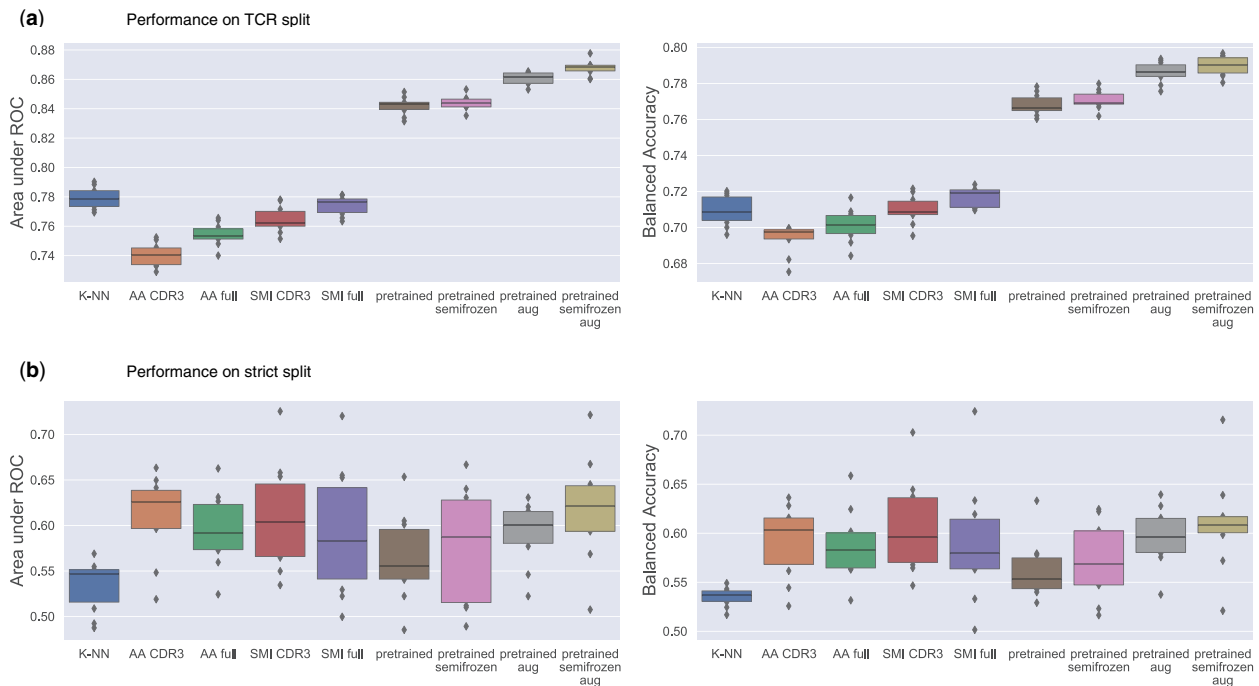 (a)
Performance on TCR split
Area under ROC
0.88
0.86
0.84
0.82
0.80
0.78
0.76
0.74
K-NN
AA CDR3
AA full
SMI CDR3
SMI full
pretrained
pretrained
semifrozen
pretrained
aug
pretrained
semifrozen
aug
Balanced Accuracy
0.80
0.78
0.76
0.74
0.72
0.70
0.68
K-NN
AA CDR3
AA full
SMI CDR3
SMI full
pretrained
pretrained
semifrozen
pretrained
aug
pretrained
semifrozen
aug
(b)
Performance on strict split
Area under ROC
0.70
0.65
0.60
0.55
0.50
K-NN
AA CDR3
AA full
SMI CDR3
SMI full
pretrained
pretrained
semifrozen
pretrained
aug
pretrained
semifrozen
aug
Balanced Accuracy
0.70
0.65
0.60
0.55
0.50
K-NN
AA CDR3
AA full
SMI CDR3
SMI full
pretrained
pretrained
semifrozen
pretrained
aug
pretrained
semifrozen
aug